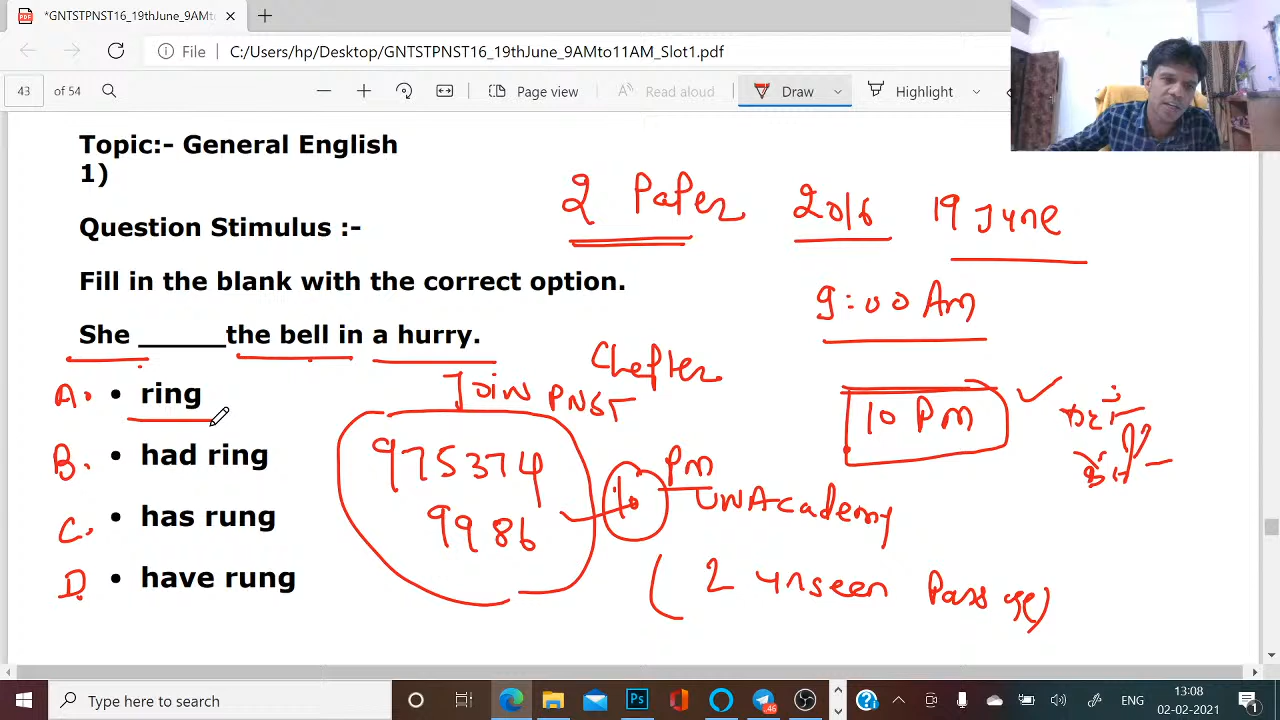 *GNTSTPNST16_19thJune_9AMto1
File C:/Users/hp/Desktop/GNTSTPNST16_19thJune_9AMto11AM_Slot1.pdf
43 of 54 Page view Read aloud Draw Highlight
Topic:- General English
1)
2 PaPer 2016 19 June
Question Stimulus :-
Fill in the blank with the correct option.
9:00 Am
She ______the bell in a hurry.
Chepter
Join PNST
A. • ring
10 Pm
B. • had ring
975374
9986
10 Pm
UNAcademy
C. • has rung
D. • have rung
(2 unseen Passage)
Type here to search
46
ENG
13:08
02-02-2021
1